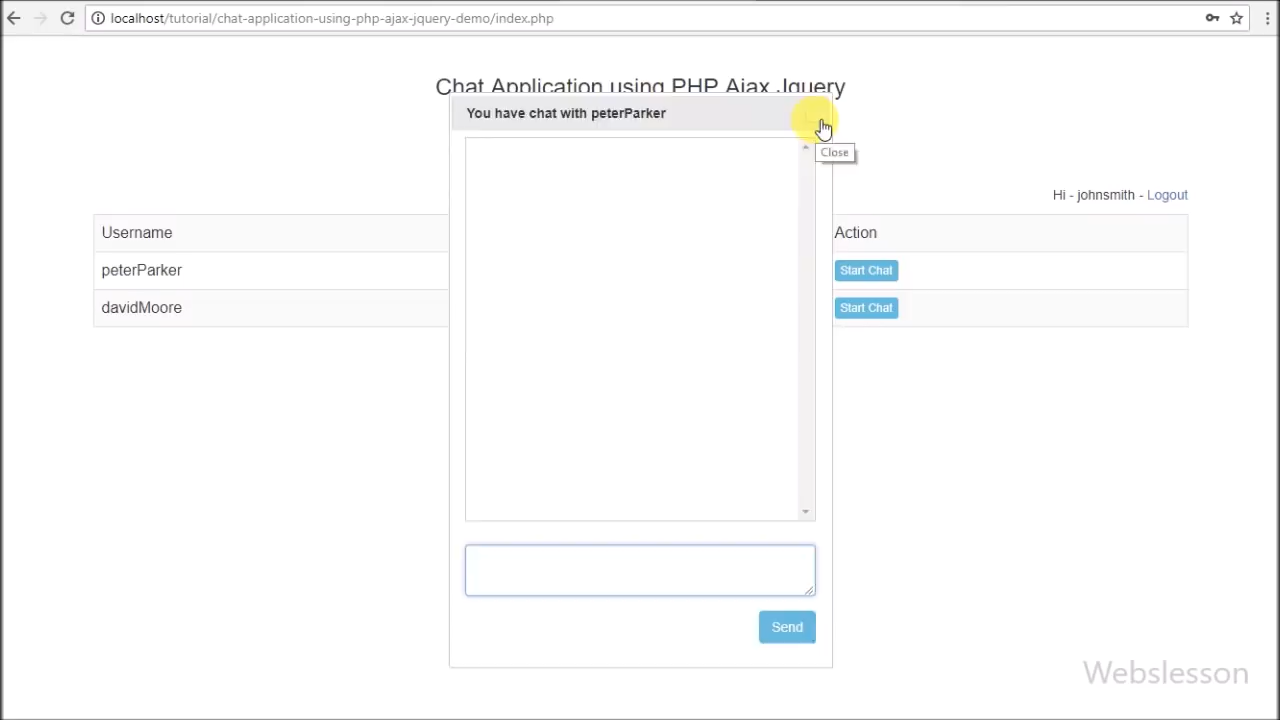 localhost/tutorial/chat-application-using-php-ajax-jquery-demo/index.php
Chat Application using PHP Ajax Jquery
You have chat with peterParker
Close
Hi - johnsmith - Logout
Username Action
peterParker Start Chat
davidMoore Start Chat
Send
Webslesson